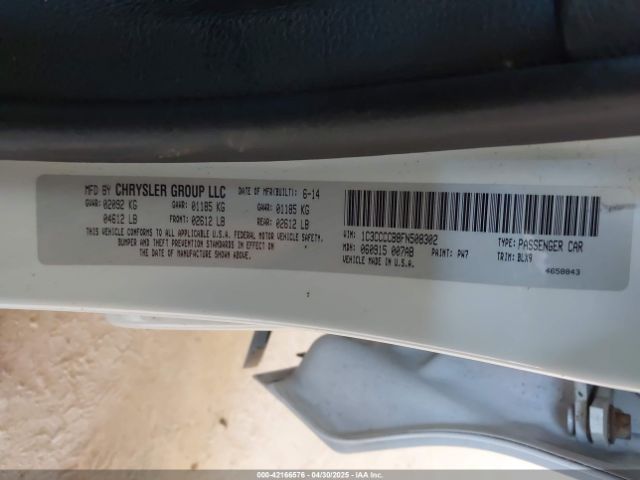 MFD BY CHRYSLER GROUP LLC DATE OF MFR(BUILT): 6-14
GVWR: 02092 KG GAWR: 01185 KG GAWR: 01185 KG
04612 LB FRONT: 02612 LB REAR: 02612 LB
THIS VEHICLE CONFORMS TO ALL APPLICABLE U.S.A. FEDERAL MOTOR VEHICLE SAFETY,
BUMPER AND THEFT PREVENTION STANDARDS IN EFFECT ON
THE DATE OF MANUFACTURE SHOWN ABOVE.
VIN: 1C3CCCCB8FN508302 TYPE: PASSENGER CAR
MDH: 060915 007AB PAINT: PW7 TRIM: BLX9
VEHICLE MADE IN U.S.A. 4658843
000-42166576 - 04/30/2025 - IAA Inc.